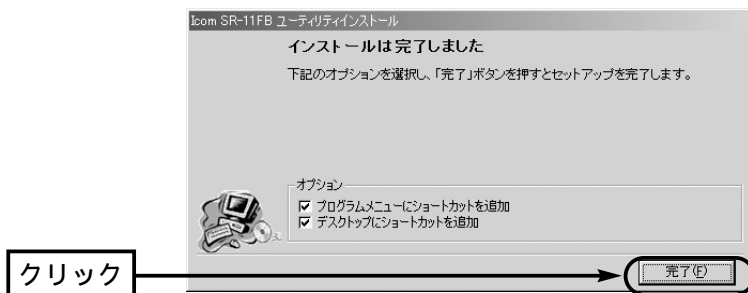 Icom SR-11FB ユーティリティインストール
インストールは完了しました
下記のオプションを選択し、「完了」ボタンを押すとセットアップを完了します。
オプション
プログラムメニューにショートカットを追加
デスクトップにショートカットを追加
クリック
完了(F)